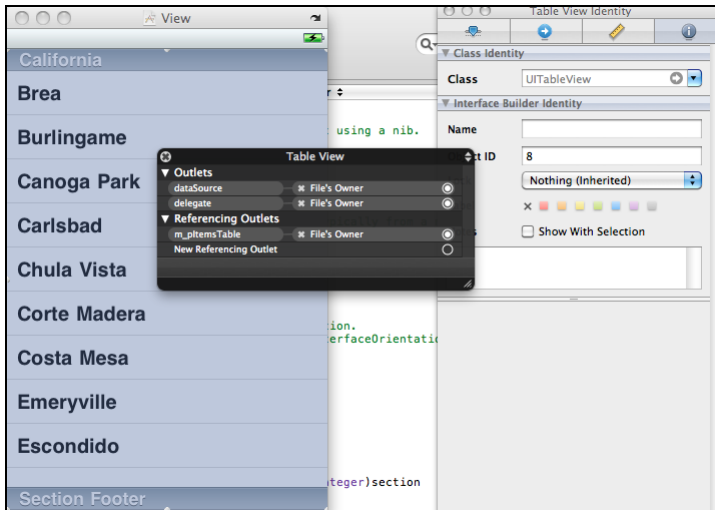 View
California
Brea
Burlingame
Canoga Park
Carlsbad
Chula Vista
Corte Madera
Costa Mesa
Emeryville
Escondido
Section Footer
using a nib.
Table View
Outlets
dataSource
File's Owner
delegate
File's Owner
Referencing Outlets
m_pItemsTable
File's Owner
New Referencing Outlet
ion.
erfaceOrientatio
teger)section
Table View Identity
Class Identity
Class
UITableView
Interface Builder Identity
Name
ct ID
8
Nothing (Inherited)
Show With Selection